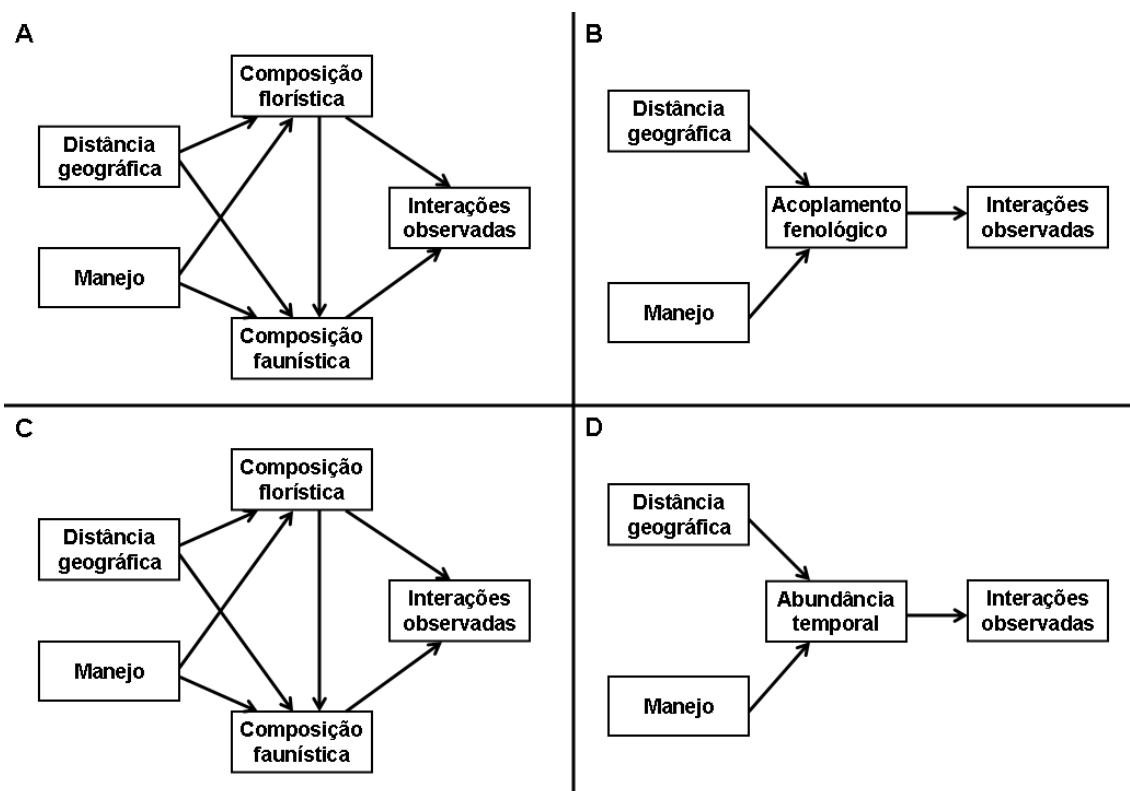 A
Composição
florística
Distância
geográfica
Interações
observadas
Manejo
Composição
faunística
B
Distância
geográfica
Acoplamento
fenológico
Interações
observadas
Manejo
C
Composição
florística
Distância
geográfica
Interações
observadas
Manejo
Composição
faunística
D
Distância
geográfica
Abundância
temporal
Interações
observadas
Manejo